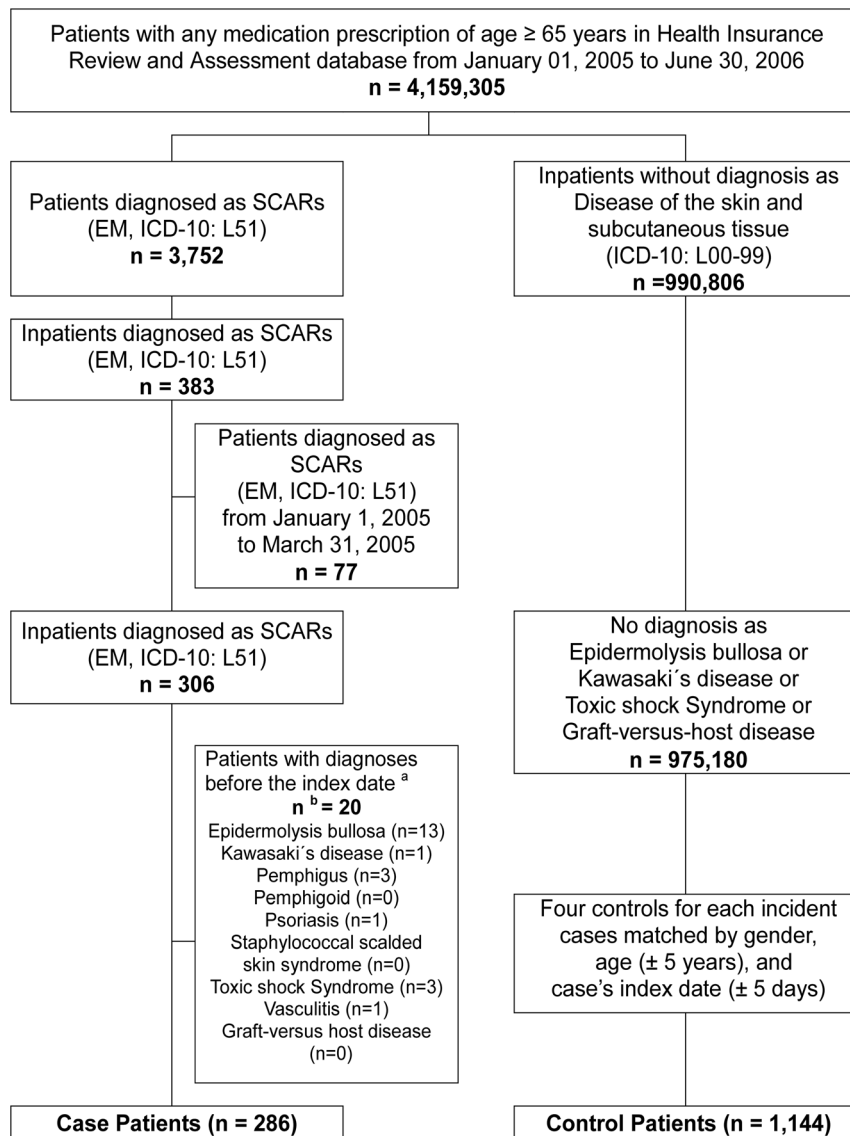 Patients with any medication prescription of age ≥ 65 years in Health Insurance
Review and Assessment database from January 01, 2005 to June 30, 2006
n = 4,159,305
Patients diagnosed as SCARs
(EM, ICD-10: L51)
n = 3,752
Inpatients without diagnosis as
Disease of the skin and
subcutaneous tissue
(ICD-10: L00-99)
n =990,806
Inpatients diagnosed as SCARs
(EM, ICD-10: L51)
n = 383
Patients diagnosed as
SCARs
(EM, ICD-10: L51)
from January 1, 2005
to March 31, 2005
n = 77
Inpatients diagnosed as SCARs
(EM, ICD-10: L51)
n = 306
No diagnosis as
Epidermolysis bullosa or
Kawasaki´s disease or
Toxic shock Syndrome or
Graft-versus-host disease
n = 975,180
Patients with diagnoses
before the index date a
n b = 20
Epidermolysis bullosa (n=13)
Kawasaki´s disease (n=1)
Pemphigus (n=3)
Pemphigoid (n=0)
Psoriasis (n=1)
Staphylococcal scalded
skin syndrome (n=0)
Toxic shock Syndrome (n=3)
Vasculitis (n=1)
Graft-versus host disease
(n=0)
Four controls for each incident
cases matched by gender,
age (± 5 years), and
case’s index date (± 5 days)
Case Patients (n = 286)
Control Patients (n = 1,144)